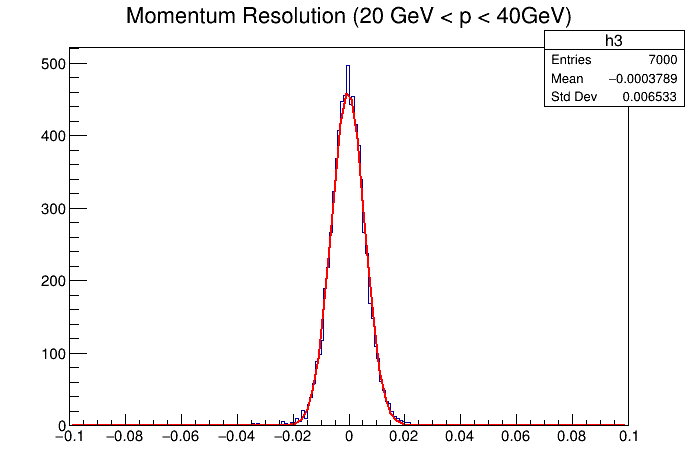 Momentum Resolution (20 GeV < p < 40GeV)
h3
Entries 7000
Mean −0.0003789
Std Dev 0.006533
500
400
300
200
100
0
−0.1 −0.08 −0.06 −0.04 −0.02 0 0.02 0.04 0.06 0.08 0.1